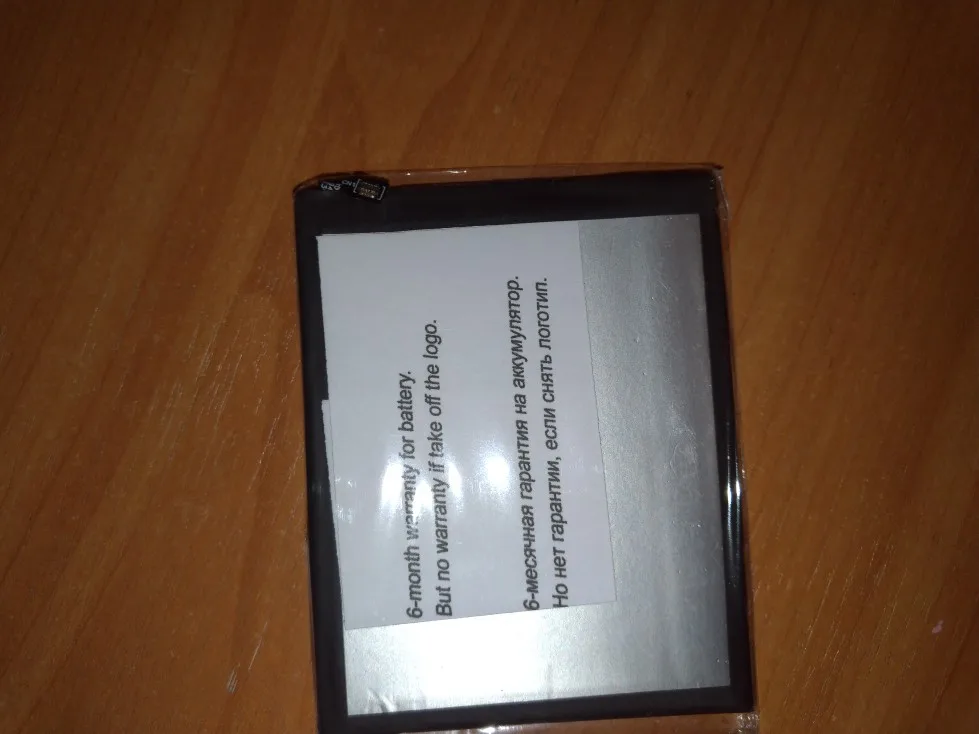 6-month warranty for battery.
But no warranty if take off the logo.
6-месячная гарантия на аккумулятор.
Но нет гарантии, если снять логотип.